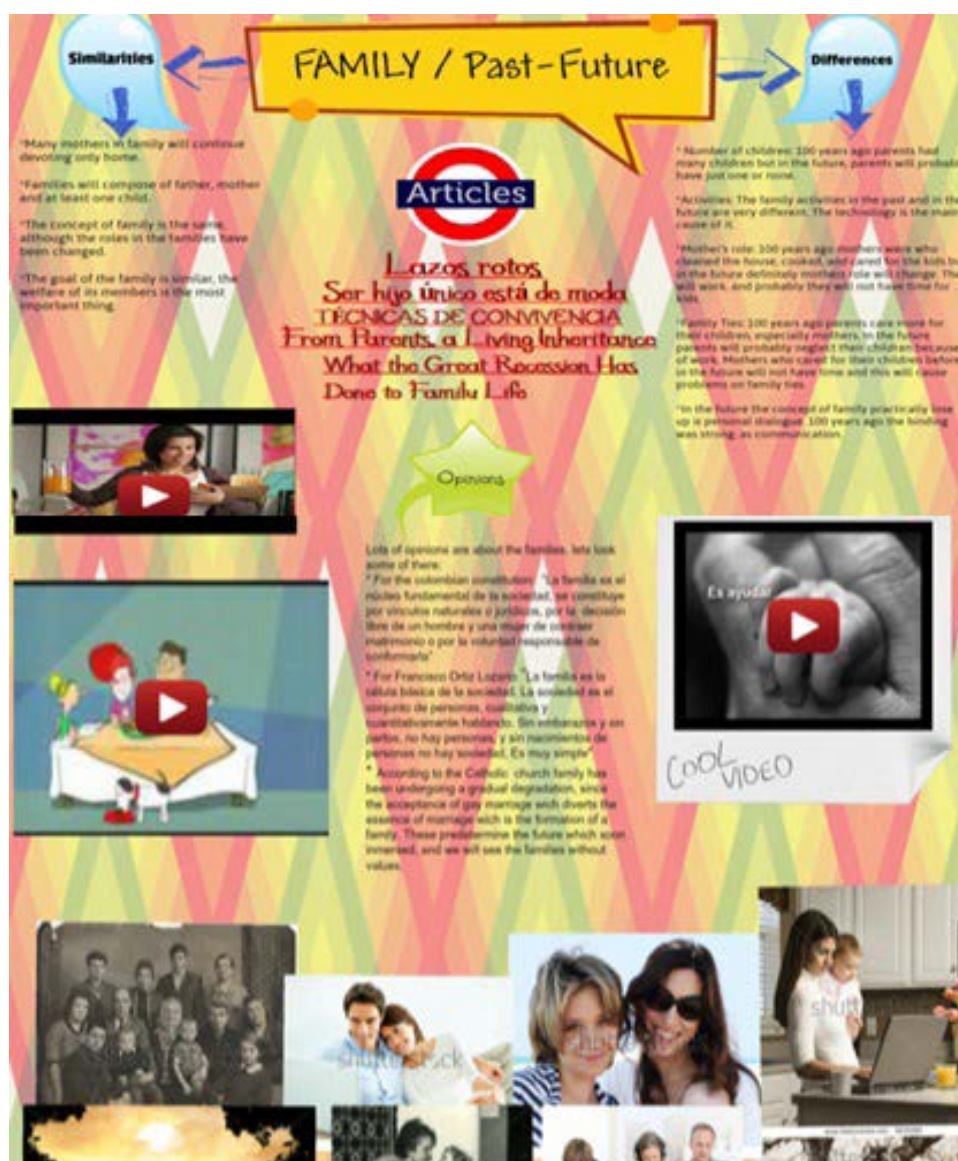 FAMILY / Past-Future
Similarities
Differences
*Many mothers in family will continue
devoting only home.
*Families will compose of father, mother
and at least one child.
*The concept of family is the same,
although the roles in the families have
been changed.
*The goal of the family is similar, the
welfare of its members is the most
important thing.
Articles
Lazos rotos
Ser hijo único está de moda
TÉCNICAS DE CONVIVENCIA
From Parents, a Living Inheritance
What the Great Recession Has
Done to Family Life
* Number of children: 100 years ago parents had
many children but in the future, parents will probably
have just one or none.
*Activities: The family activities in the past and in the
future are very different. The technology is the main
cause of it.
*Mother's role: 100 years ago mothers were who
cleaned the house, cooked, and cared for the kids
in the future definitely mothers role will change. The
will work, and probably they will not have time for
kids.
*Family Ties: 100 years ago parents care more for
their children, especially mothers. In the future
parents will probably neglect their children because
of work. Mothers who cared for their children before
in the future will not have time and this will cause
problems on family ties.
*In the future the concept of family practically lose
up is personal dialogue. 100 years ago the binding
was strong, as communication.
Opinions
Lots of opinions are about the families, lets look
some of there:
* For the colombian constitution: "La familia es el
núcleo fundamental de la sociedad, se constituye
por vínculos naturales o jurídicos, por la decisión
libre de un hombre y una mujer de contraer
matrimonio o por la voluntad responsable de
conformarla"
* For Francisco Ortiz Lozano "La familia es la
célula básica de la sociedad. La sociedad es el
conjunto de personas, cualitativa y
cuantitativamente hablando. Sin embarazos y sin
partos, no hay personas, y sin nacimientos de
personas no hay sociedad. Es muy simple"
* According to the Catholic church family has
been undergoing a gradual degradation, since
the acceptance of gay marriage wich diverts the
essence of marriage wich is the formation of a
family. These predetermine the future which soon
inmersed, and we will see the families without
values.
Es ayudar
COOL
VIDEO
shutterstock